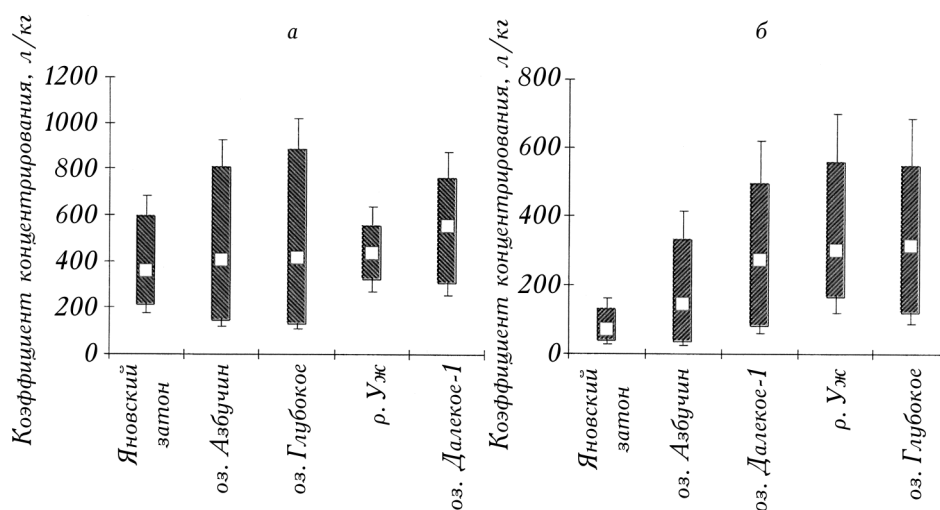 а
Коэффициент концентрирования, л/кг
1200
1000
800
600
400
200
0
Яновский
затон
оз. Азбучин
оз. Глубокое
р. Уж
оз. Далекое-1
б
Коэффициент концентрирования, л/кг
800
600
400
200
0
Яновский
затон
оз. Азбучин
оз. Далекое-1
р. Уж
оз. Глубокое